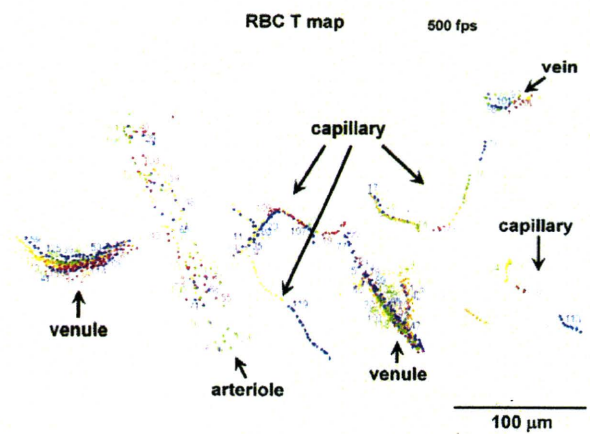 RBC T map
500 fps
vein
capillary
capillary
venule
arteriole
venule
100 μm